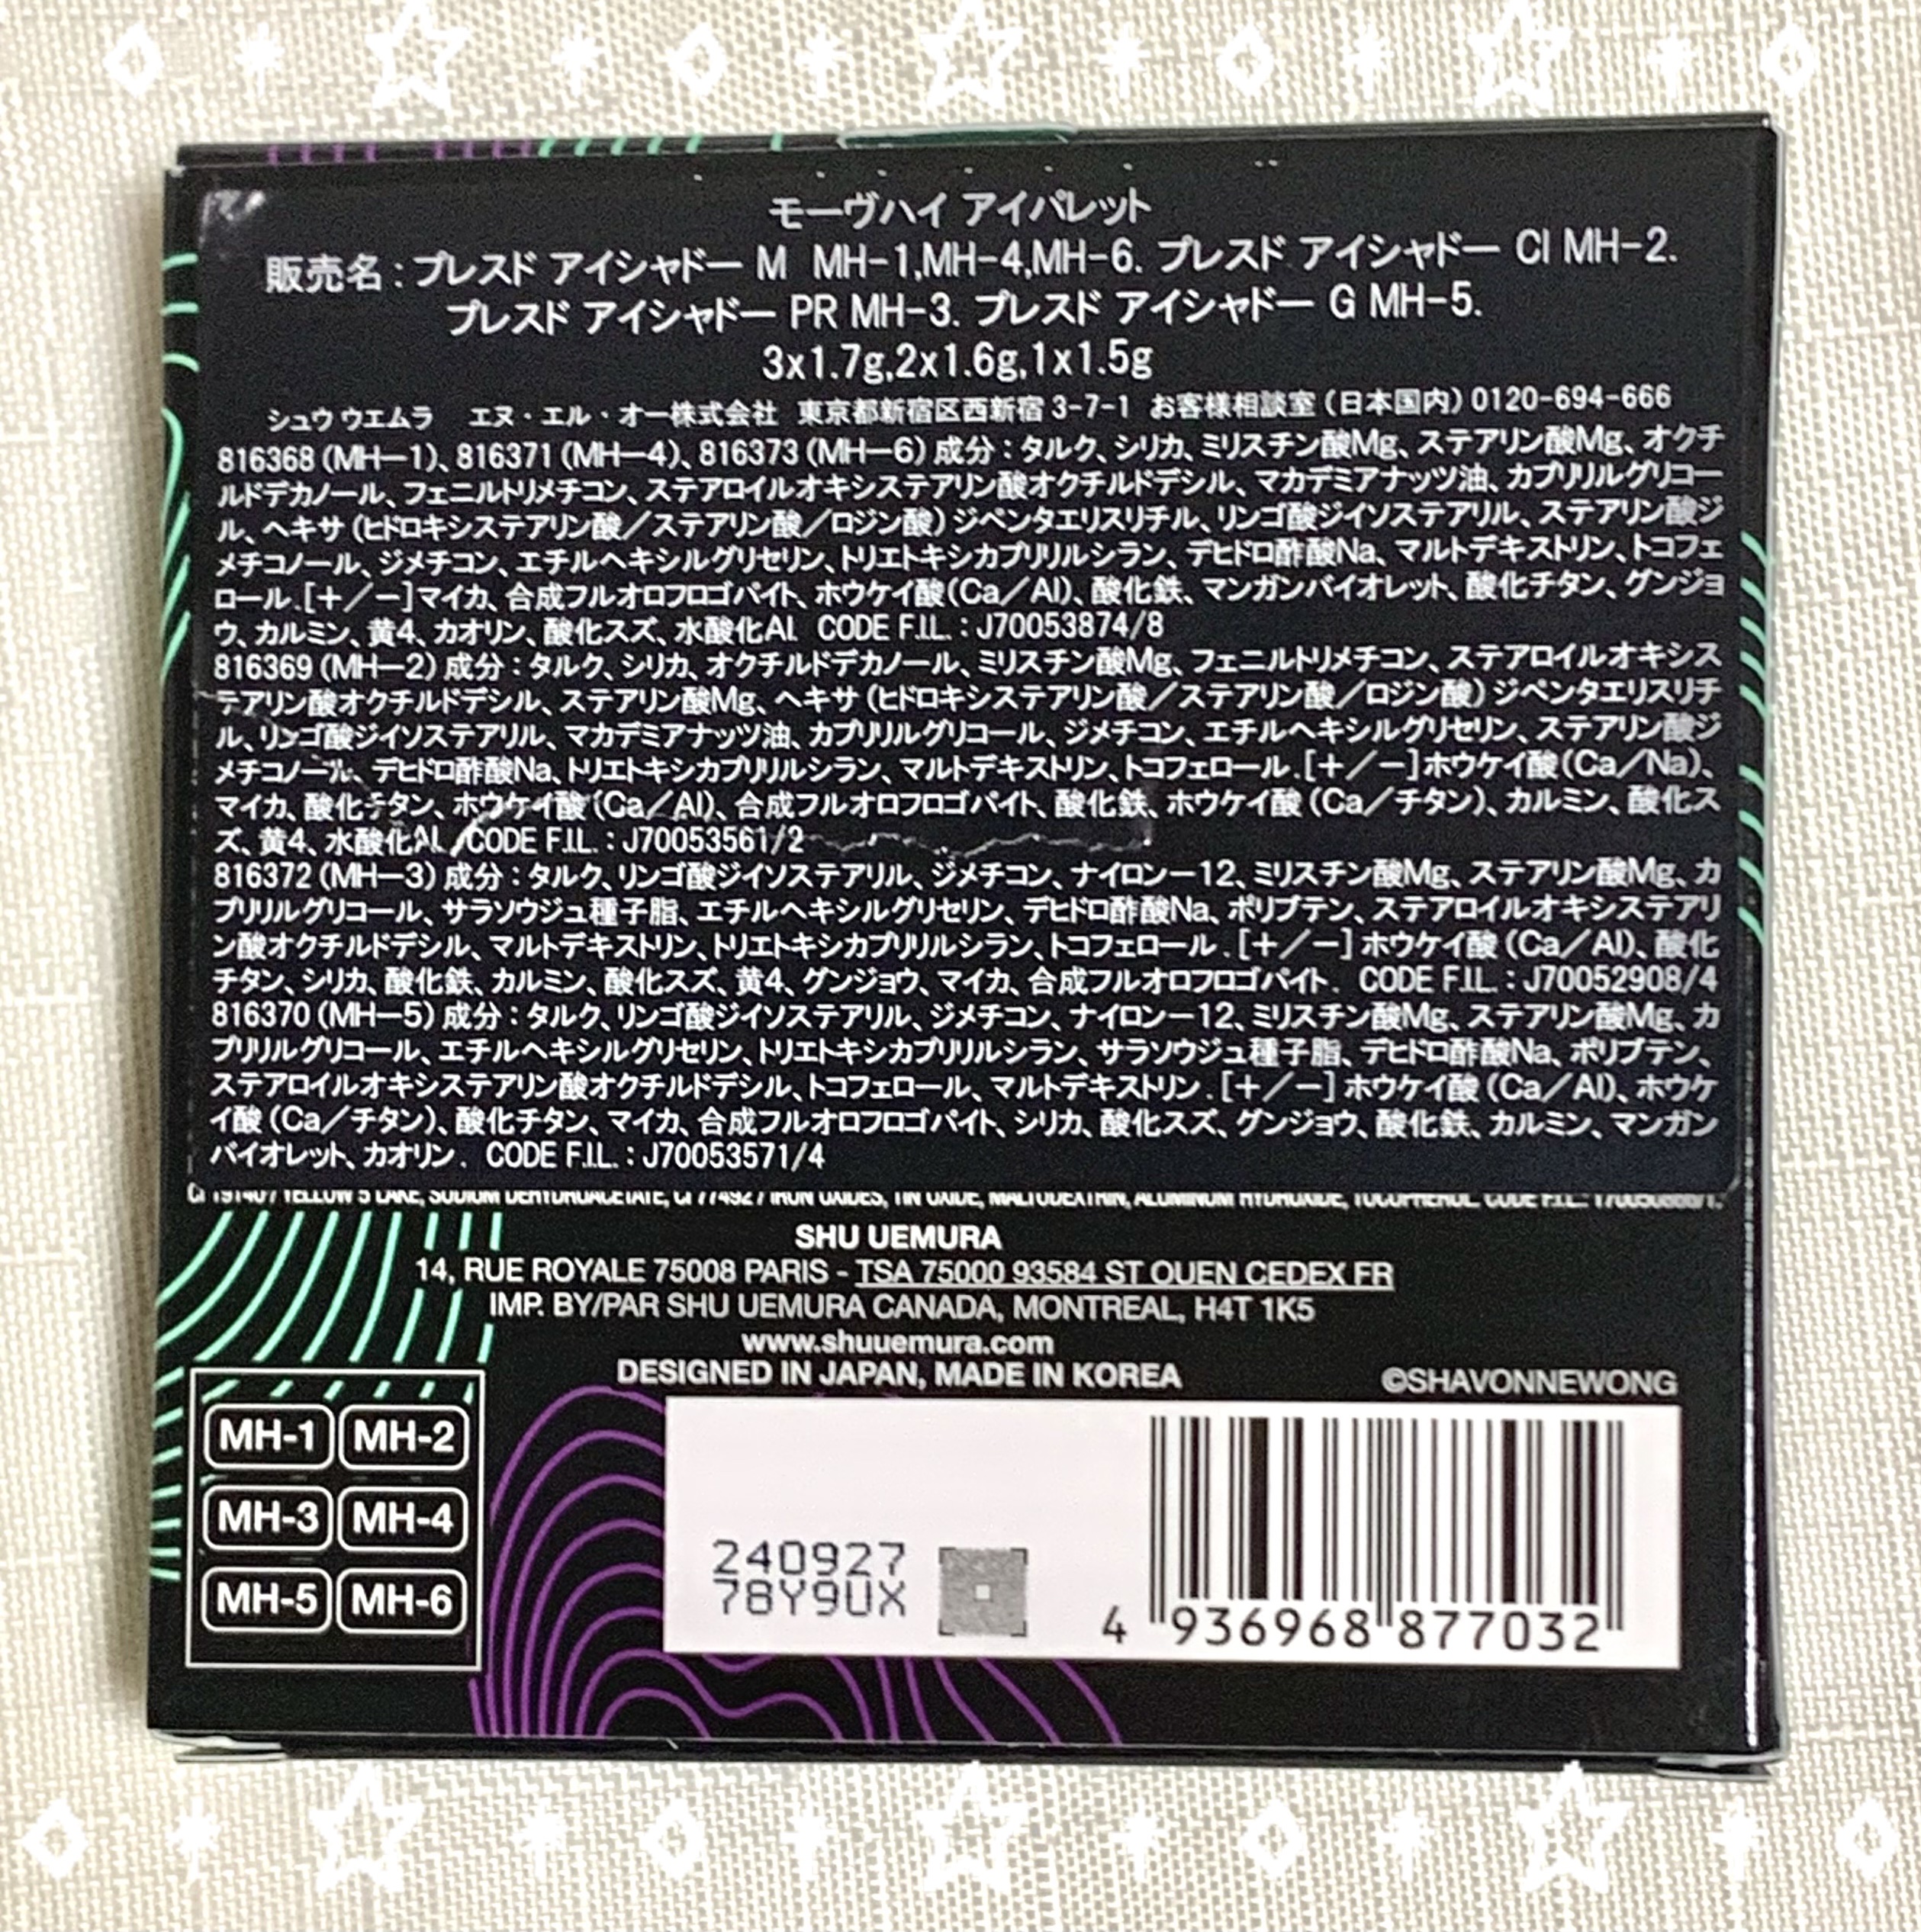 モーヴハイ アイパレット
販売名：プレスド アイシャドー M MH-1,MH-4,MH-6. プレスド アイシャドー CI MH-2.
プレスド アイシャドー PR MH-3. プレスド アイシャドー G MH-5.
3x1.7g,2x1.6g,1x1.5g
シュウ ウエムラ エヌ・エル・オー株式会社 東京都新宿区西新宿 3-7-1 お客様相談室（日本国内）0120-694-666
816368（MH―1）、816371（MH―4）、816373（MH―6）成分：タルク、シリカ、ミリスチン酸Mg、ステアリン酸Mg、オクチ
ルドデカノール、フェニルトリメチコン、ステアロイルオキシステアリン酸オクチルドデシル、マカデミアナッツ油、カプリリルグリコー
ル、ヘキサ（ヒドロキシステアリン酸／ステアリン酸／ロジン酸）ジペンタエリスリチル、リンゴ酸ジイソステアリル、ステアリン酸ジ
メチコノール、ジメチコン、エチルヘキシルグリセリン、トリエトキシカプリリルシラン、デヒドロ酢酸Na、マルトデキストリン、トコフェ
ロール.[＋／－]マイカ、合成フルオロフロゴパイト、ホウケイ酸（Ca／Al）、酸化鉄、マンガンバイオレット、酸化チタン、グンジョ
ウ、カルミン、黄4、カオリン、酸化スズ、水酸化Al. CODE F.I.L.：J70053874/8
816369（MH―2）成分：タルク、シリカ、オクチルドデカノール、ミリスチン酸Mg、フェニルトリメチコン、ステアロイルオキシス
テアリン酸オクチルドデシル、ステアリン酸Mg、ヘキサ（ヒドロキシステアリン酸／ステアリン酸／ロジン酸）ジペンタエリスリチ
ル、リンゴ酸ジイソステアリル、マカデミアナッツ油、カプリリルグリコール、ジメチコン、エチルヘキシルグリセリン、ステアリン酸ジ
メチコノール、デヒドロ酢酸Na、トリエトキシカプリリルシラン、マルトデキストリン、トコフェロール.[＋／－]ホウケイ酸（Ca／Na）、
マイカ、酸化チタン、ホウケイ酸（Ca／Al）、合成フルオロフロゴパイト、酸化鉄、ホウケイ酸（Ca／チタン）、カルミン、酸化ス
ズ、黄4、水酸化Al. CODE F.I.L.：J70053561/2
816372（MH―3）成分：タルク、リンゴ酸ジイソステアリル、ジメチコン、ナイロン－12、ミリスチン酸Mg、ステアリン酸Mg、カ
プリリルグリコール、サラソウジュ種子脂、エチルヘキシルグリセリン、デヒドロ酢酸Na、ポリブテン、ステアロイルオキシステアリ
ン酸オクチルドデシル、マルトデキストリン、トリエトキシカプリリルシラン、トコフェロール.[＋／－] ホウケイ酸（Ca／Al）、酸化
チタン、シリカ、酸化鉄、カルミン、酸化スズ、黄4、グンジョウ、マイカ、合成フルオロフロゴパイト. CODE F.I.L.：J70052908/4
816370（MH―5）成分：タルク、リンゴ酸ジイソステアリル、ジメチコン、ナイロン－12、ミリスチン酸Mg、ステアリン酸Mg、カ
プリリルグリコール、エチルヘキシルグリセリン、トリエトキシカプリリルシラン、サラソウジュ種子脂、デヒドロ酢酸Na、ポリブテン、
ステアロイルオキシステアリン酸オクチルドデシル、トコフェロール、マルトデキストリン.[＋／－] ホウケイ酸（Ca／Al）、ホウケ
イ酸（Ca／チタン）、酸化チタン、マイカ、合成フルオロフロゴパイト、シリカ、酸化スズ、グンジョウ、酸化鉄、カルミン、マンガン
バイオレット、カオリン. CODE F.I.L.：J70053571/4
CI 19140 / YELLOW 5 LAKE, SODIUM DEHYDROACETATE, CI 77492 / IRON OXIDES, TIN OXIDE, MALTODEXTRIN, ALUMINUM HYDROXIDE, TOCOPHEROL. CODE F.I.L.:
SHU UEMURA
14, RUE ROYALE 75008 PARIS - TSA 75000 93584 ST OUEN CEDEX FR
IMP. BY/PAR SHU UEMURA CANADA, MONTREAL, H4T 1K5
www.shuuemura.com
DESIGNED IN JAPAN, MADE IN KOREA
©SHAVONNEWONG
MH-1 MH-2
MH-3 MH-4
MH-5 MH-6
240927
78Y9UX
4 936968 877032